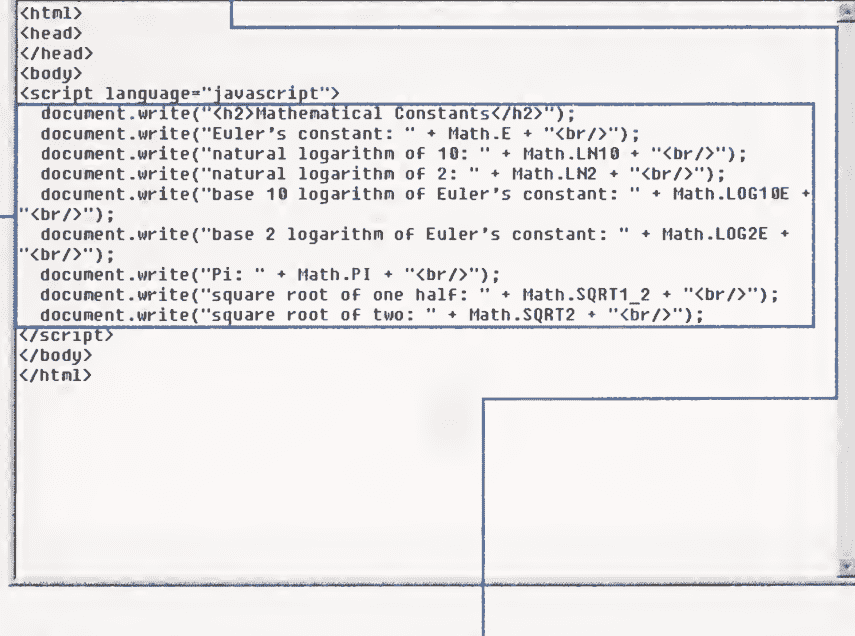 <html>
<head>
</head>
<body>
<script language="javascript">
  document.write("<h2>Mathematical Constants</h2>");
  document.write("Euler's constant: " + Math.E + "<br/>");
  document.write("natural logarithm of 10: " + Math.LN10 + "<br/>");
  document.write("natural logarithm of 2: " + Math.LN2 + "<br/>");
  document.write("base 10 logarithm of Euler's constant: " + Math.LOG10E +
"<br/>");
  document.write("base 2 logarithm of Euler's constant: " + Math.LOG2E +
"<br/>");
  document.write("Pi: " + Math.PI + "<br/>");
  document.write("square root of one half: " + Math.SQRT1_2 + "<br/>");
  document.write("square root of two: " + Math.SQRT2 + "<br/>");
</script>
</body>
</html>